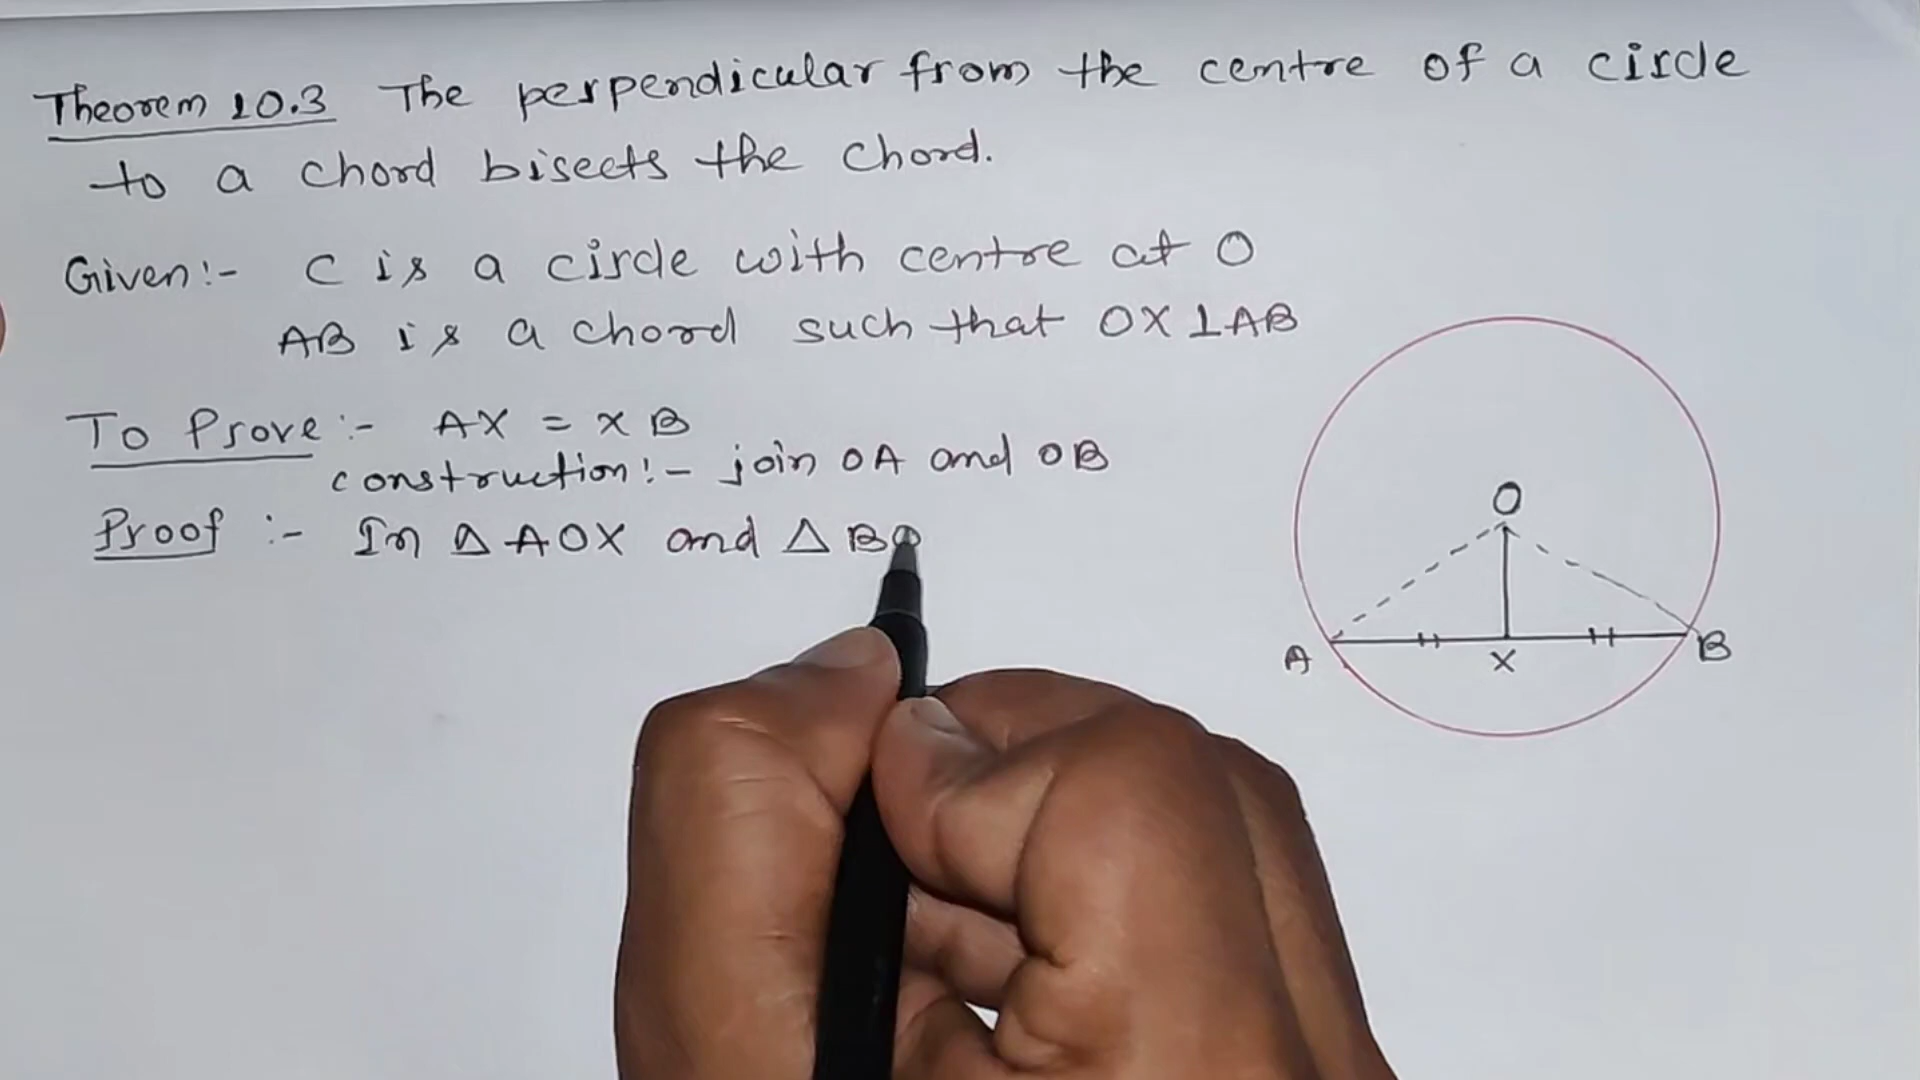 Theorem 10.3 The perpendicular from the centre of a circle
to a chord bisects the chord.
Given:- C is a circle with centre at O
AB is a chord such that OX ⊥ AB
To Prove:- AX = XB
construction:- join OA and OB
Proof :- In △ AOX and △ BO
O
A
X
B